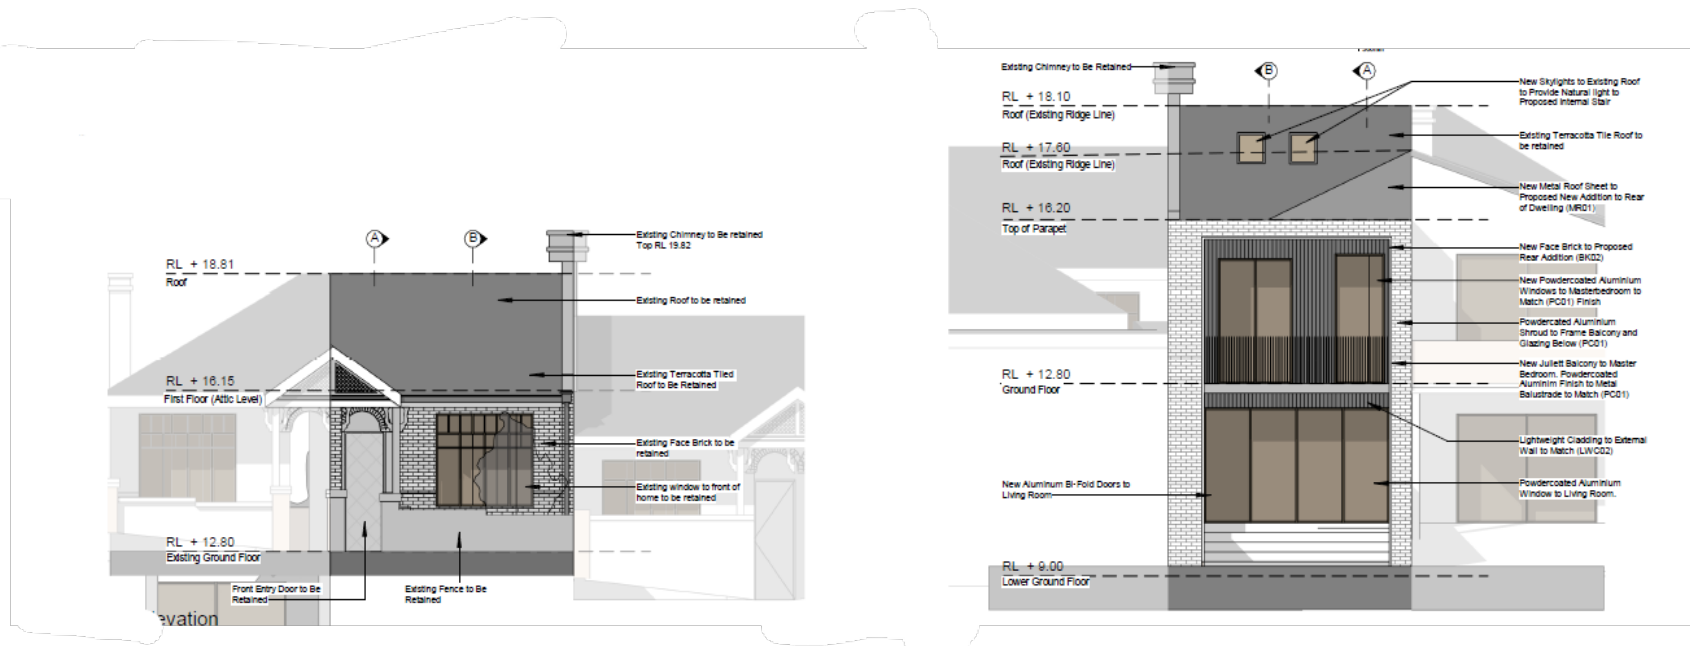 A
B
Existing Chimney to Be retained
Top RL 19.82
RL + 18.81
Roof
Existing Roof to be retained
RL + 16.15
First Floor (Attic Level)
Existing Terracotta Tiled
Roof to Be Retained
Existing Face Brick to be
retained
Existing window to front of
home to be retained
RL + 12.80
Existing Ground Floor
Front Entry Door to Be
Retained
Existing Fence to Be
Retained
evation
Existing Chimney to Be Retained
B
A
RL + 18.10
Roof (Existing Ridge Line)
New Skylights to Existing Roof
to Provide Natural light to
Proposed Internal Stair
RL + 17.60
Roof (Existing Ridge Line)
Existing Terracotta Tile Roof to
be retained
New Metal Roof Sheet to
Proposed New Addition to Rear
of Dwelling (MR01)
RL + 16.20
Top of Parapet
New Face Brick to Proposed
Rear Addition (BK02)
New Powdercoated Aluminium
Windows to Masterbedroom to
Match (PC01) Finish
Powdercated Aluminium
Shroud to Frame Balcony and
Glazing Below (PC01)
RL + 12.80
Ground Floor
New Juliett Balcony to Master
Bedroom. Powdercoated
Aluminim Finish to Metal
Balustrade to Match (PC01)
Lightweight Cladding to External
Wall to Match (LWC02)
New Aluminum Bi-Fold Doors to
Living Room
Powdercoated Aluminium
Window to Living Room.
RL + 9.00
Lower Ground Floor